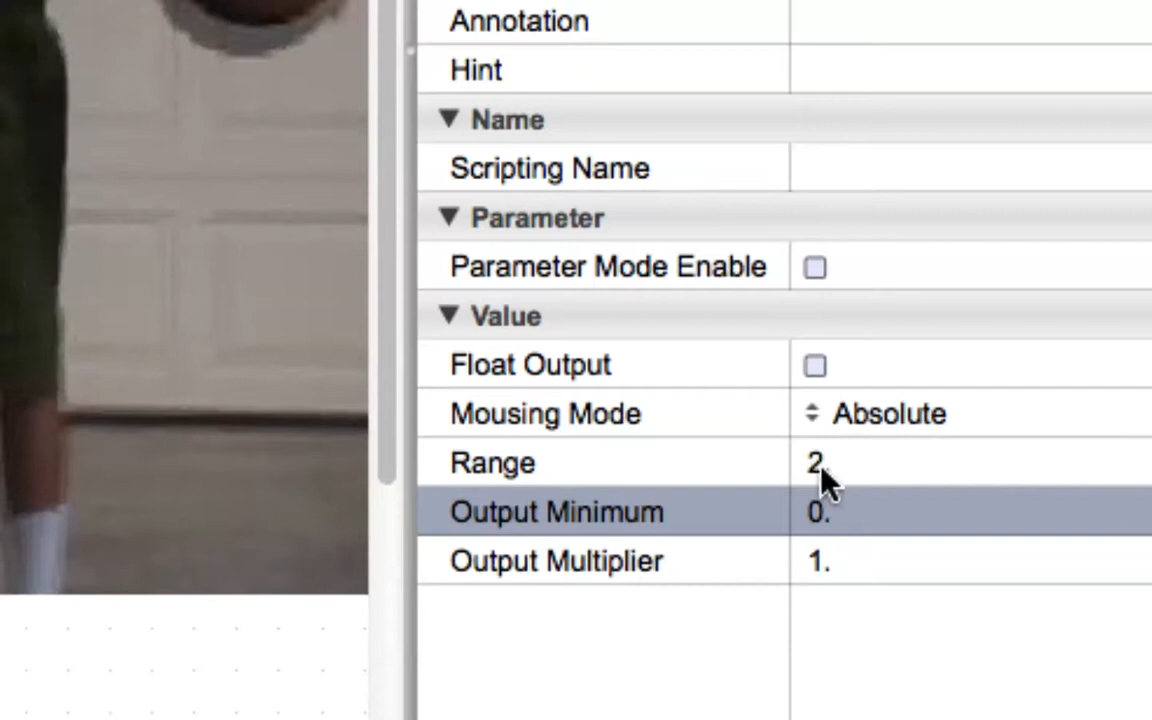 Annotation
Hint
Name
Scripting Name
Parameter
Parameter Mode Enable
Value
Float Output
Mousing Mode Absolute
Range 2.
Output Minimum 0.
Output Multiplier 1.